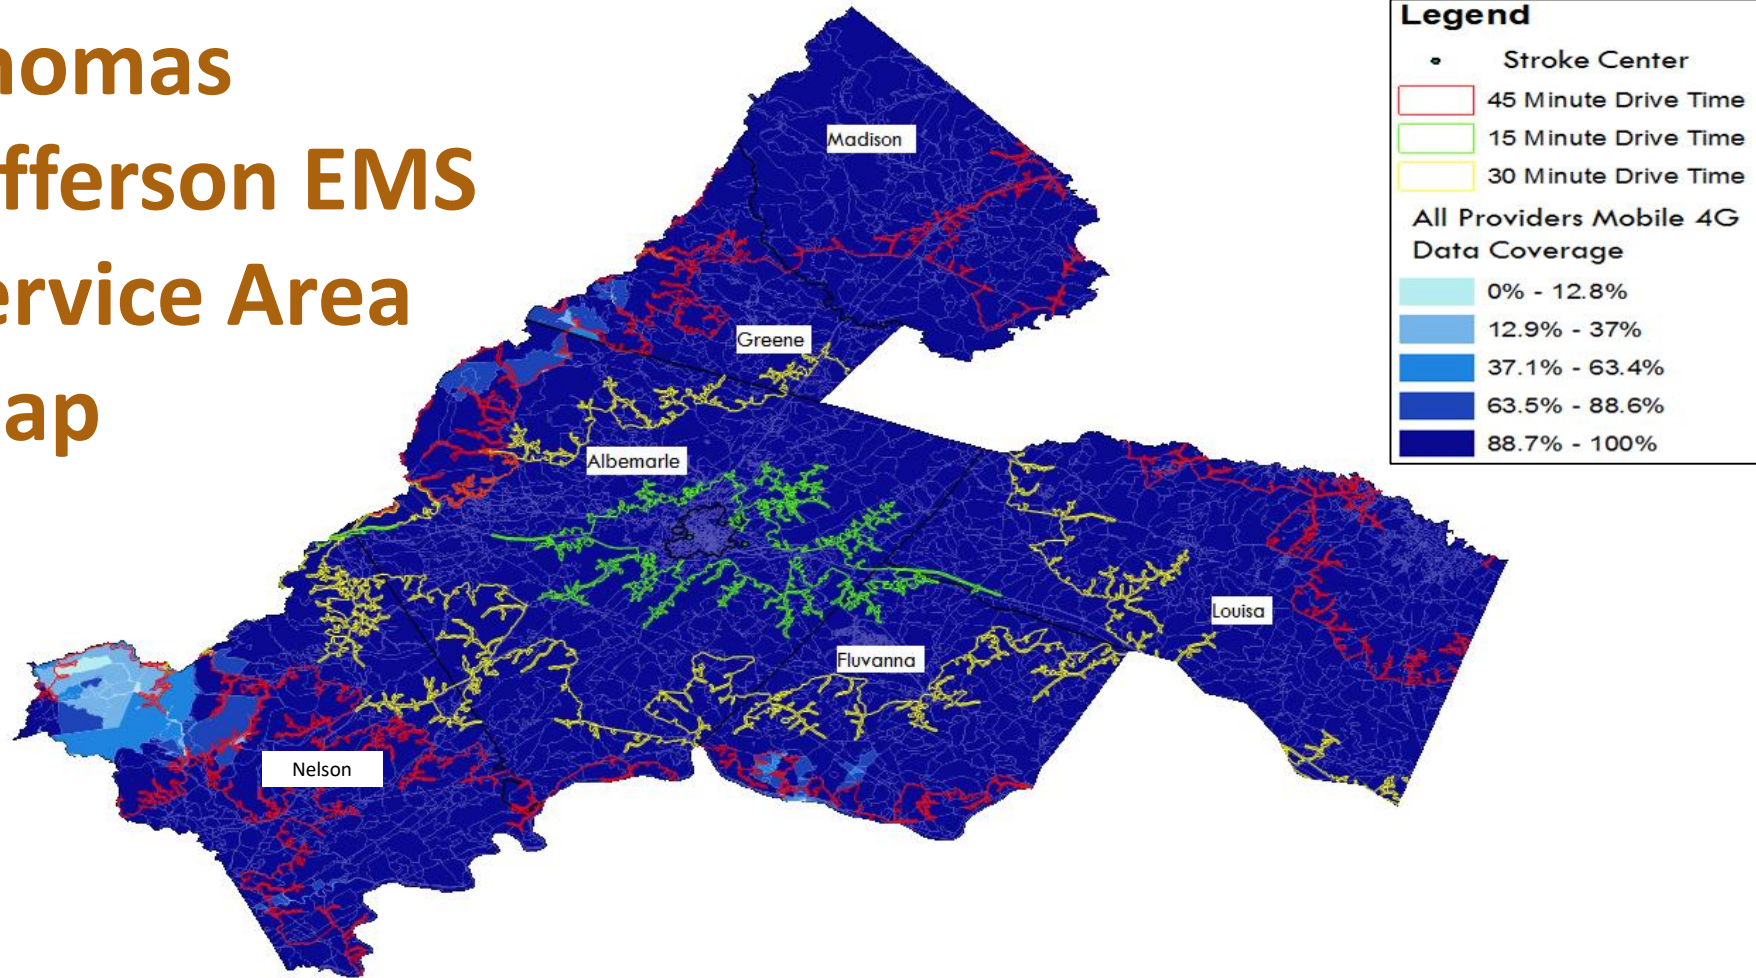 homas
fferson EMS
ervice Area
ap
Legend
Stroke Center
45 Minute Drive Time
15 Minute Drive Time
30 Minute Drive Time
All Providers Mobile 4G
Data Coverage
0% - 12.8%
12.9% - 37%
37.1% - 63.4%
63.5% - 88.6%
88.7% - 100%
Madison
Greene
Albemarle
Louisa
Fluvanna
Nelson